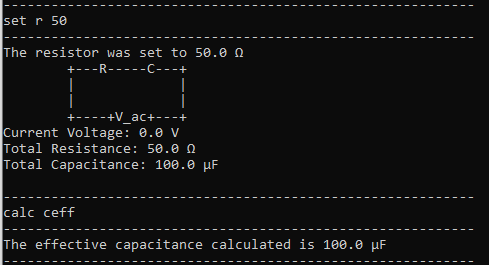 --------------------------------------------------------
set r 50
--------------------------------------------------------
The resistor was set to 50.0 Ω
        +---R-----C---+
        |             |
        |             |
        +----+V_ac+---+
Current Voltage: 0.0 V
Total Resistance: 50.0 Ω
Total Capacitance: 100.0 μF
--------------------------------------------------------
calc ceff
--------------------------------------------------------
The effective capacitance calculated is 100.0 μF
--------------------------------------------------------